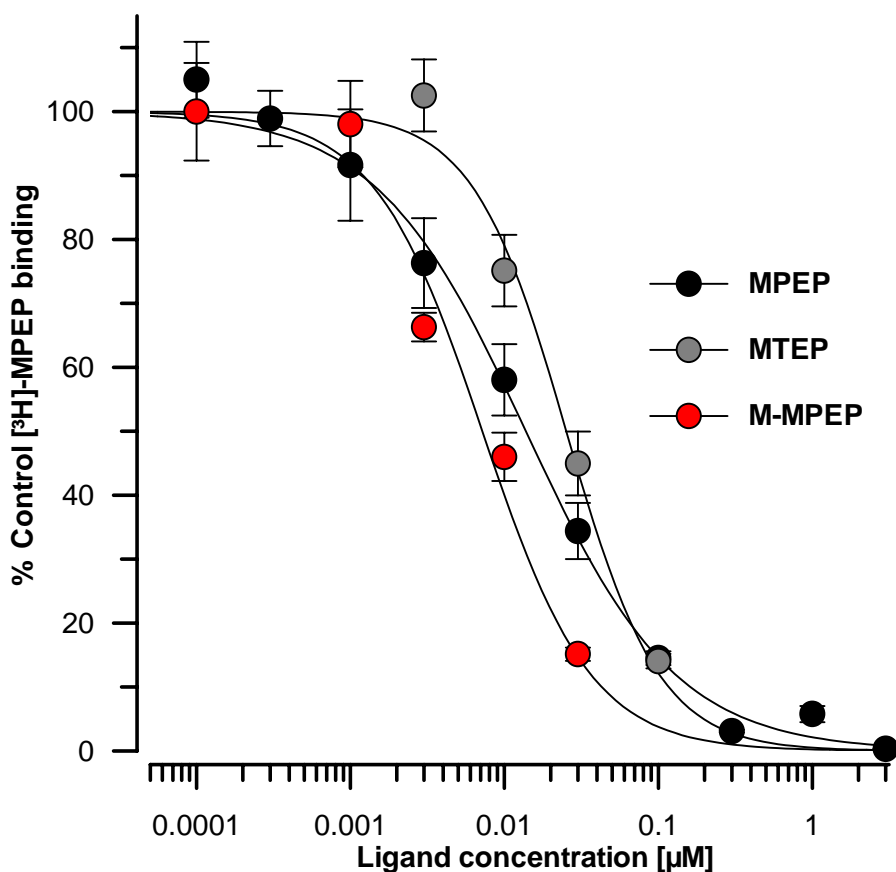 % Control [³H]-MPEP binding
100
80
60
40
20
0
MPEP
MTEP
M-MPEP
0.0001 0.001 0.01 0.1 1
Ligand concentration [µM]